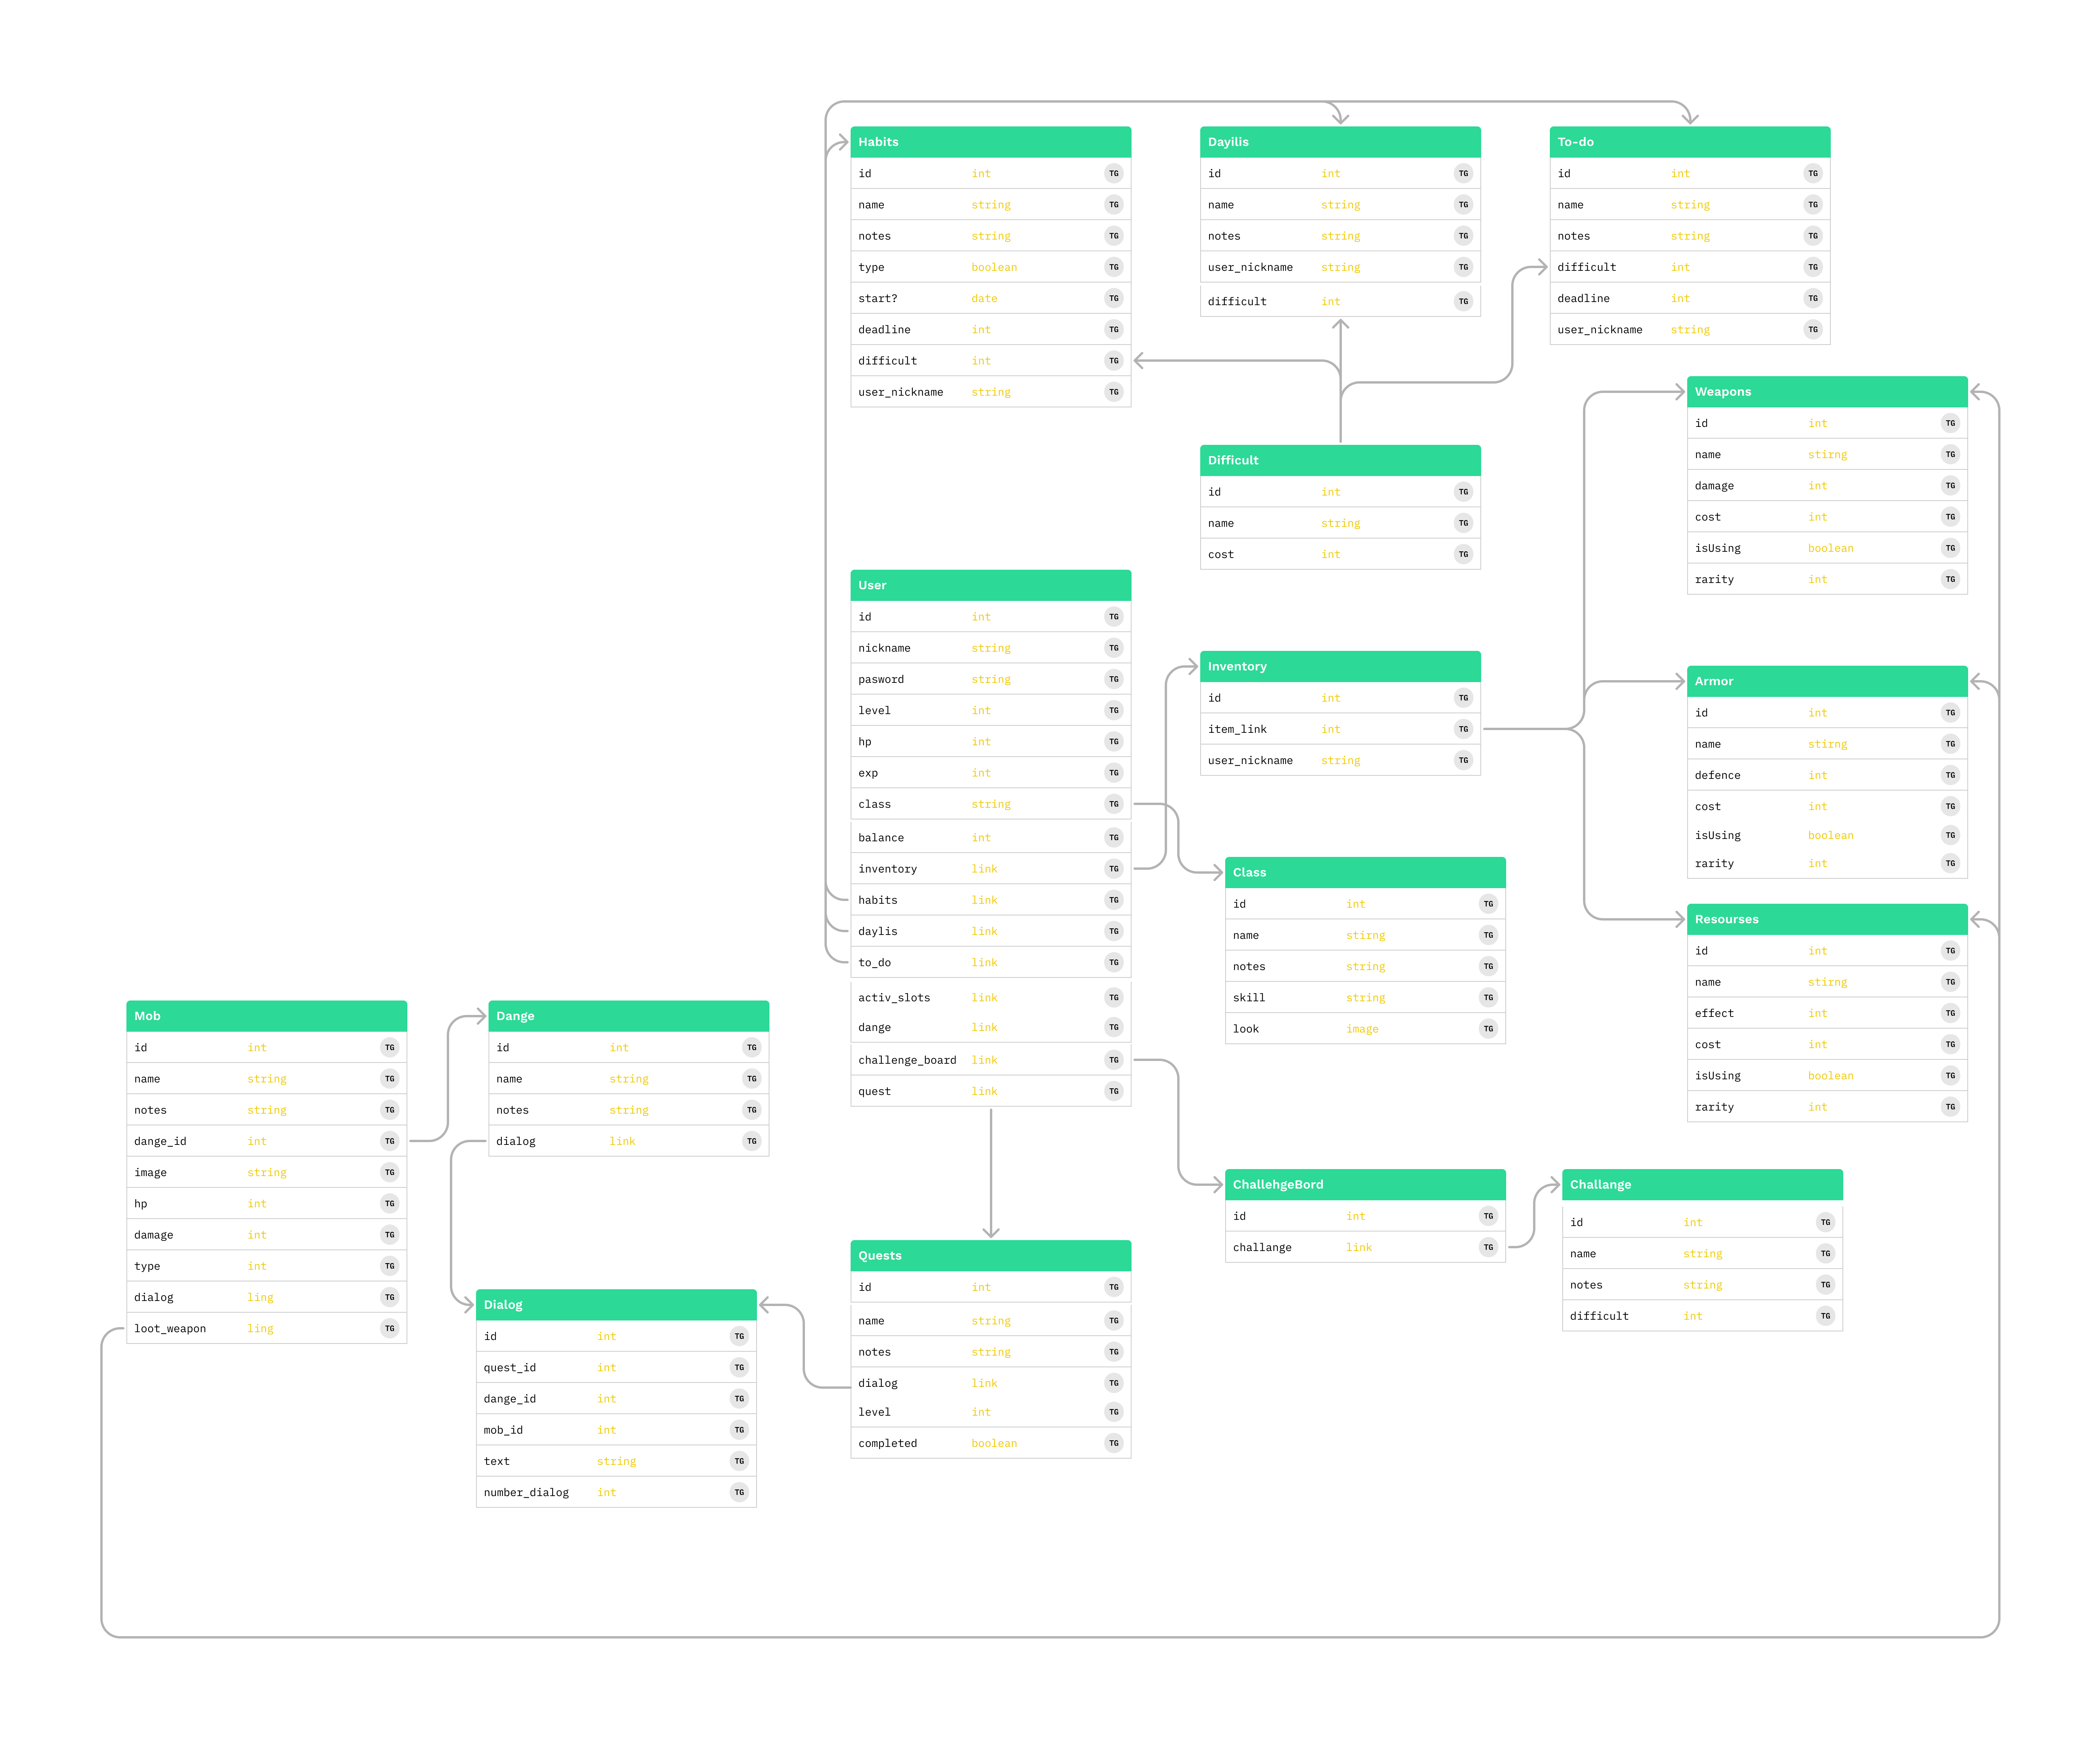 Habits
id int TG
name string TG
notes string TG
type boolean TG
start? date TG
deadline int TG
difficult int TG
user_nickname string TG
Dayilis
id int TG
name string TG
notes string TG
user_nickname string TG
difficult int TG
To-do
id int TG
name string TG
notes string TG
difficult int TG
deadline int TG
user_nickname string TG
Difficult
id int TG
name string TG
cost int TG
Weapons
id int TG
name stirng TG
damage int TG
cost int TG
isUsing boolean TG
rarity int TG
User
id int TG
nickname string TG
pasword string TG
level int TG
hp int TG
exp int TG
class string TG
balance int TG
inventory link TG
habits link TG
daylis link TG
to_do link TG
activ_slots link TG
dange link TG
challenge_board link TG
quest link TG
Inventory
id int TG
item_link int TG
user_nickname string TG
Armor
id int TG
name stirng TG
defence int TG
cost int TG
isUsing boolean TG
rarity int TG
Class
id int TG
name stirng TG
notes string TG
skill string TG
look image TG
Resourses
id int TG
name stirng TG
effect int TG
cost int TG
isUsing boolean TG
rarity int TG
Mob
id int TG
name string TG
notes string TG
dange_id int TG
image string TG
hp int TG
damage int TG
type int TG
dialog ling TG
loot_weapon ling TG
Dange
id int TG
name string TG
notes string TG
dialog link TG
ChallehgeBord
id int TG
challange link TG
Challange
id int TG
name string TG
notes string TG
difficult int TG
Quests
id int TG
name string TG
notes string TG
dialog link TG
level int TG
completed boolean TG
Dialog
id int TG
quest_id int TG
dange_id int TG
mob_id int TG
text string TG
number_dialog int TG